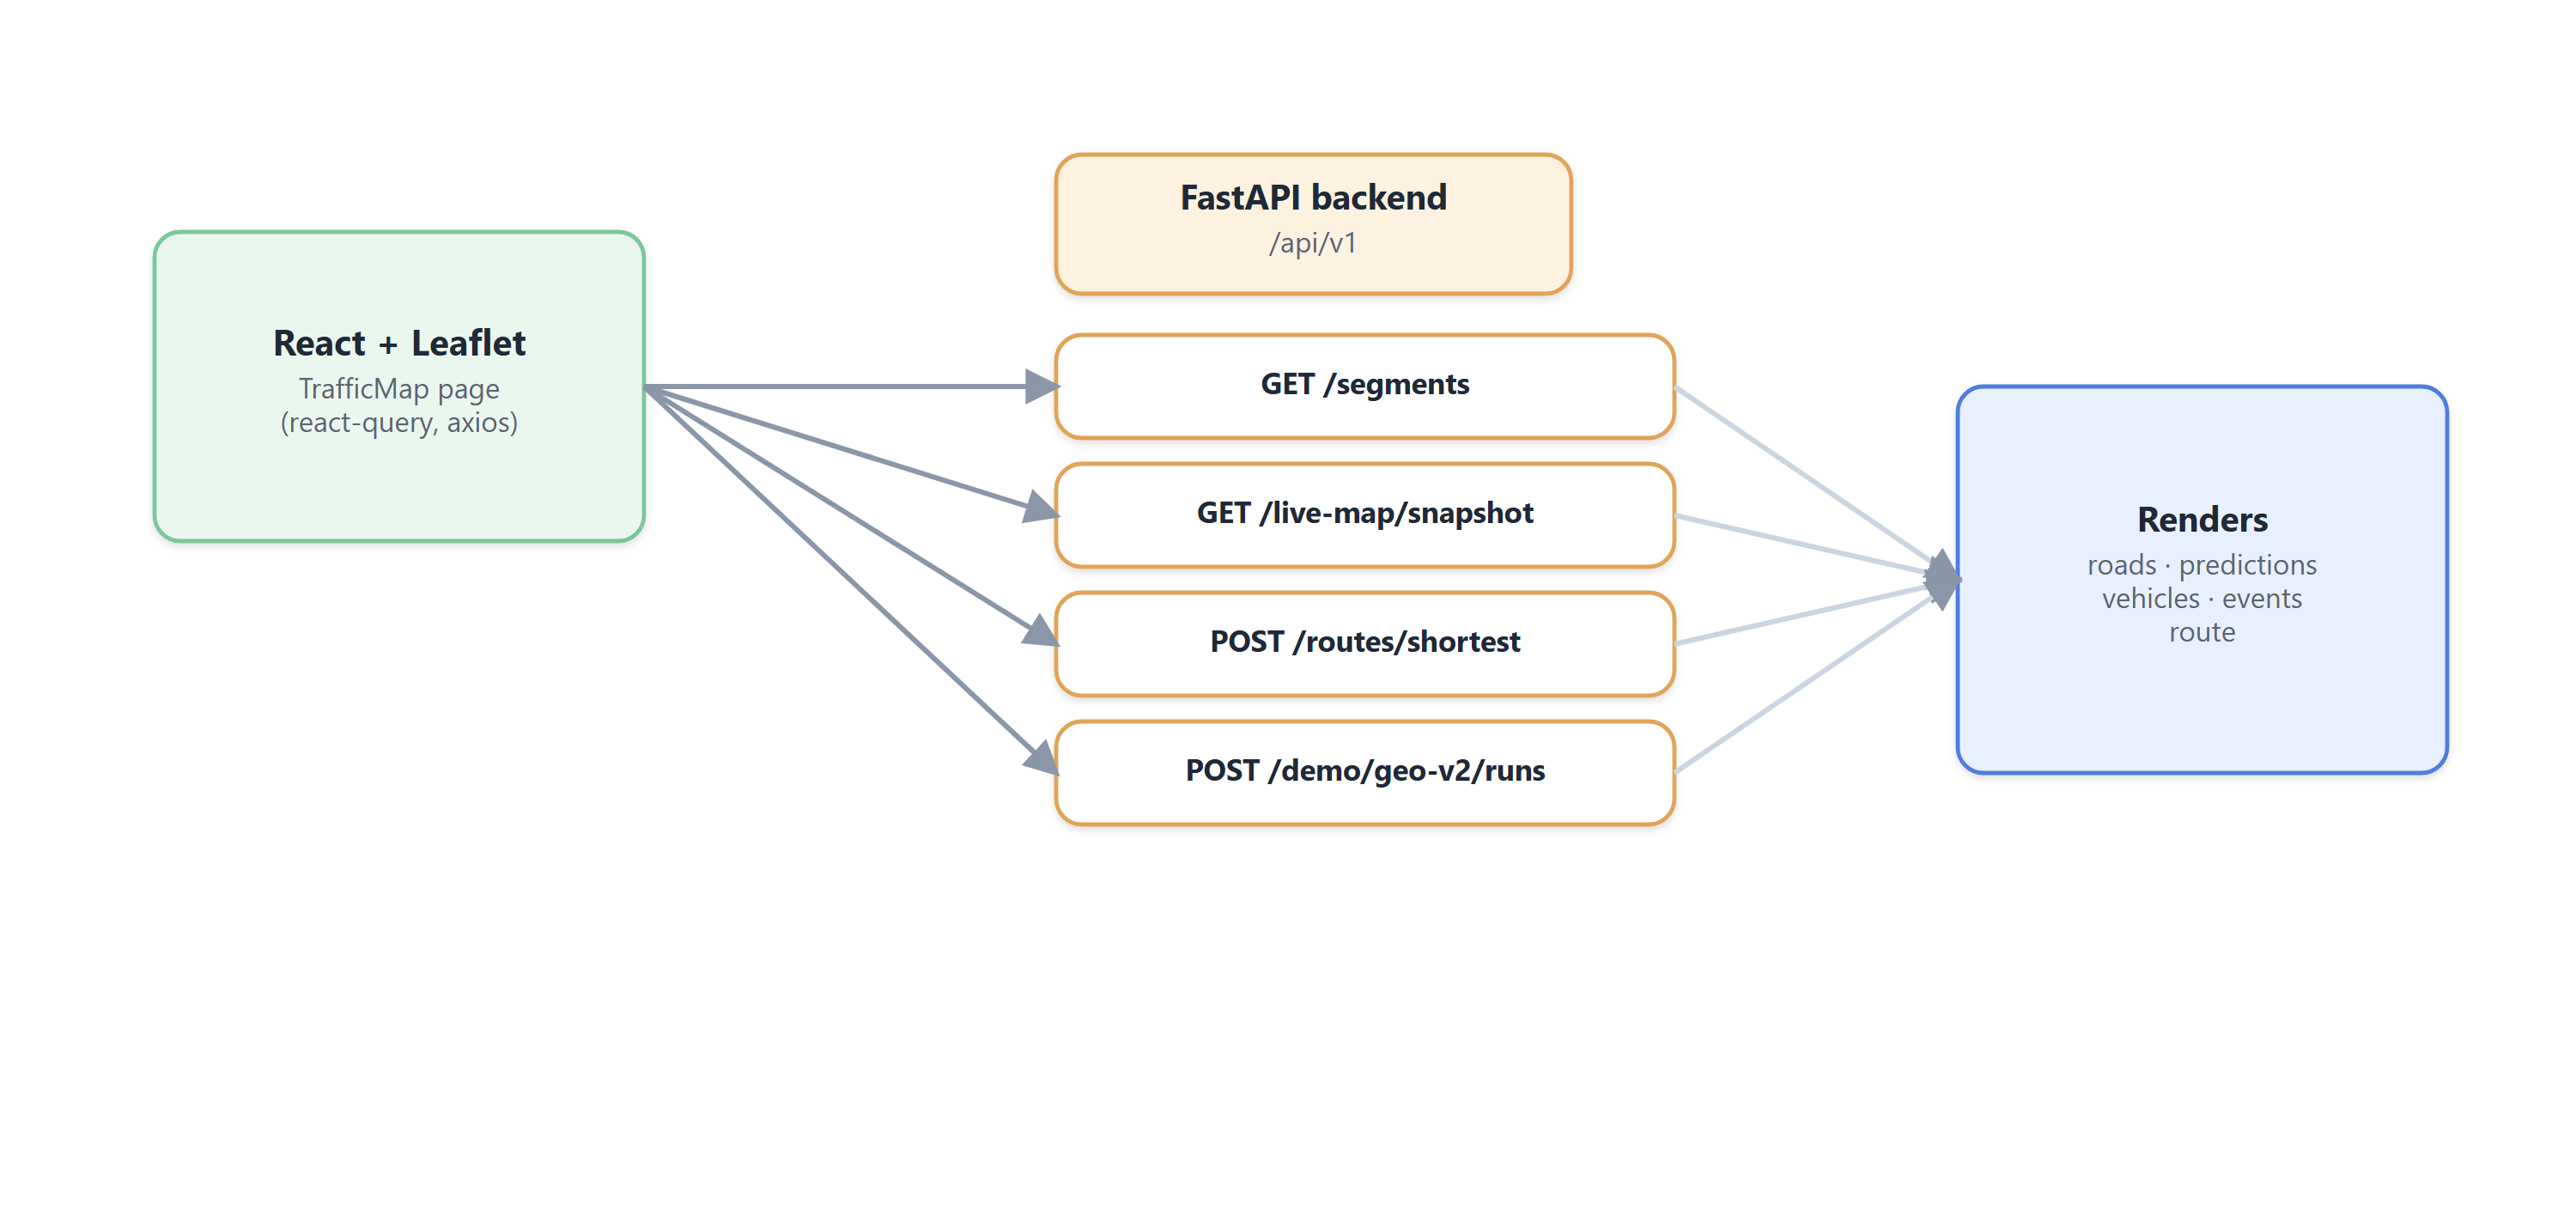 FastAPI backend
/api/v1
React + Leaflet
TrafficMap page
(react-query, axios)
GET /segments
GET /live-map/snapshot
POST /routes/shortest
POST /demo/geo-v2/runs
Renders
roads · predictions
vehicles · events
route